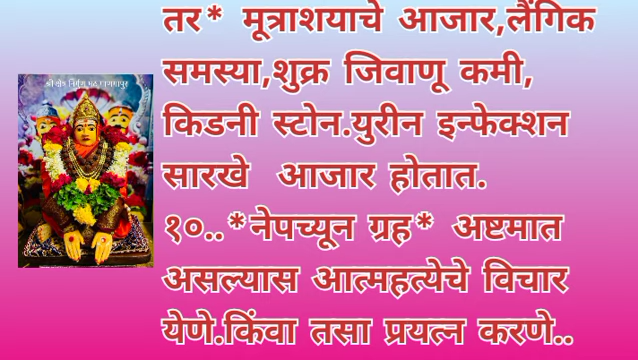 तर* मूत्राशयाचे आजार,लैंगिक
समस्या,शुक्र जिवाणू कमी,
किडनी स्टोन.युरीन इन्फेक्शन
सारखे आजार होतात.
१०..*नेपच्यून ग्रह* अष्टमात
असल्यास आत्महत्येचे विचार
येणे.किंवा तसा प्रयत्न करणे..